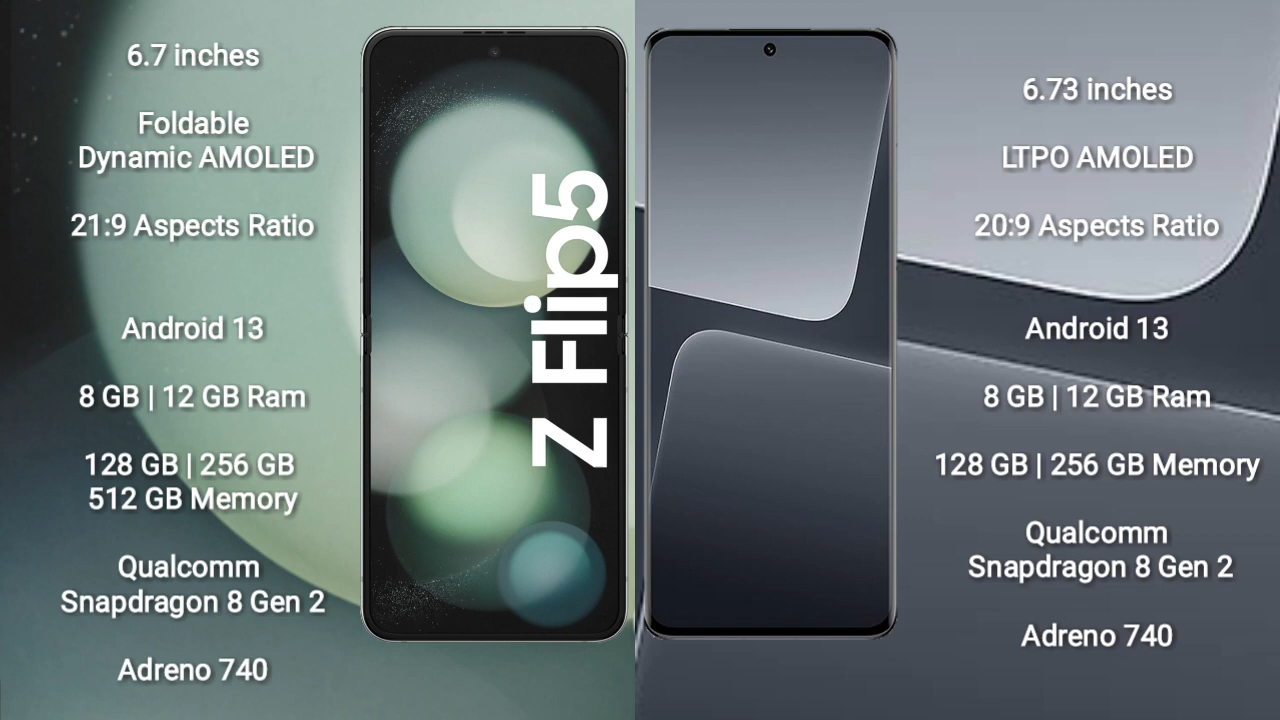 6.7 inches
Foldable
Dynamic AMOLED
21:9 Aspects Ratio
Android 13
8 GB | 12 GB Ram
128 GB | 256 GB
512 GB Memory
Qualcomm
Snapdragon 8 Gen 2
Adreno 740
Z Flip5
6.73 inches
LTPO AMOLED
20:9 Aspects Ratio
Android 13
8 GB | 12 GB Ram
128 GB | 256 GB Memory
Qualcomm
Snapdragon 8 Gen 2
Adreno 740